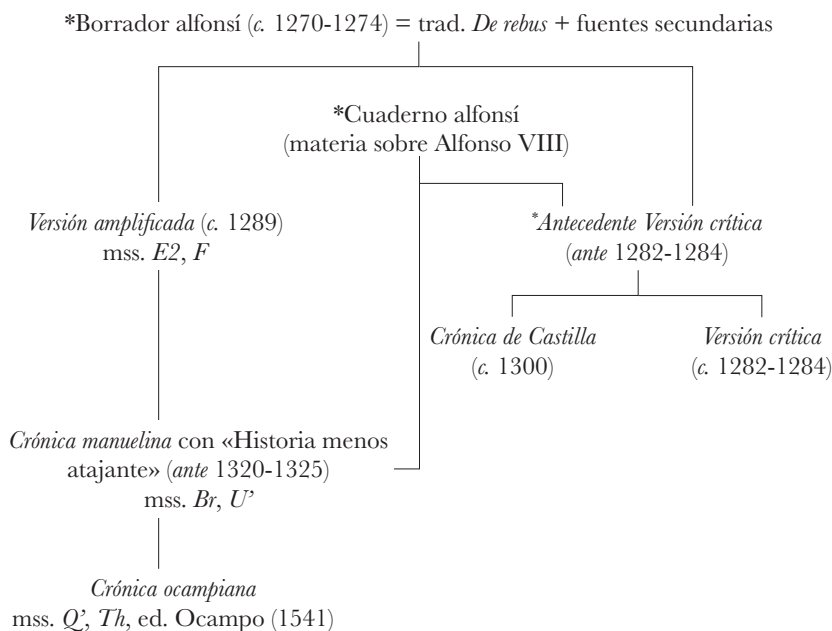 *Borrador alfonsí (c. 1270-1274) = trad. De rebus + fuentes secundarias
*Cuaderno alfonsí
(materia sobre Alfonso VIII)
Versión amplificada (c. 1289)
mss. E2, F
*Antecedente Versión crítica
(ante 1282-1284)
Crónica de Castilla
(c. 1300)
Versión crítica
(c. 1282-1284)
Crónica manuelina con «Historia menos
atajante» (ante 1320-1325)
mss. Br, U’
Crónica ocampiana
mss. Q’, Th, ed. Ocampo (1541)